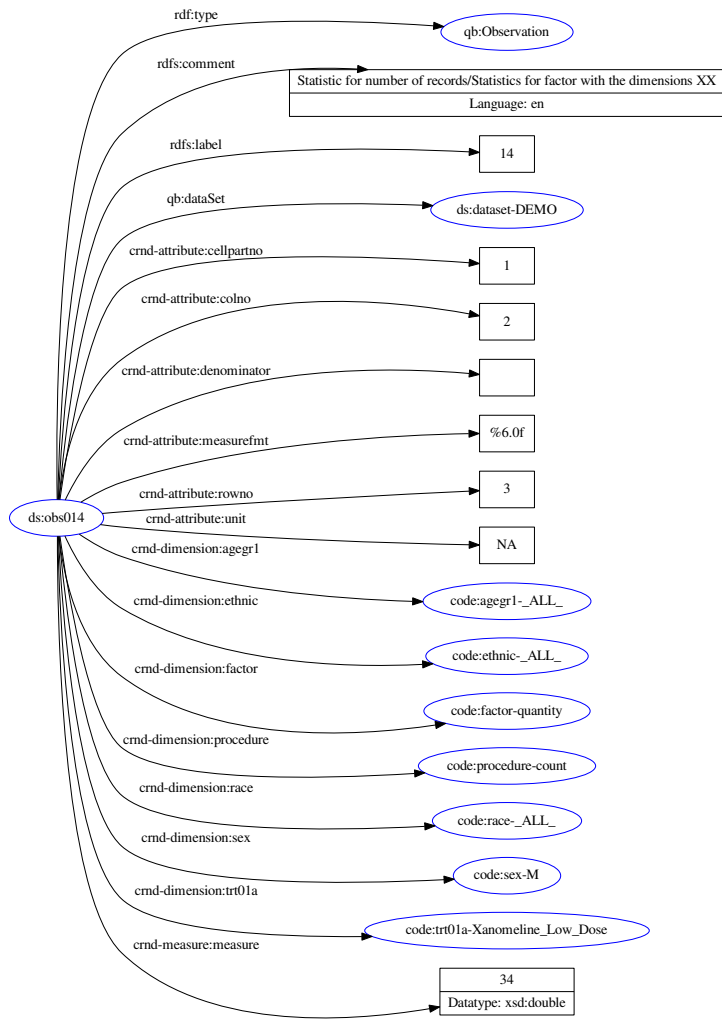 rdf:type
qb:Observation
rdfs:comment
Statistic for number of records/Statistics for factor with the dimensions XX
Language: en
rdfs:label
14
qb:dataSet
ds:dataset-DEMO
crnd-attribute:cellpartno
1
crnd-attribute:colno
2
crnd-attribute:denominator
crnd-attribute:measurefmt
%6.0f
crnd-attribute:rowno
3
ds:obs014
crnd-attribute:unit
NA
crnd-dimension:agegr1
code:agegr1-_ALL_
crnd-dimension:ethnic
code:ethnic-_ALL_
crnd-dimension:factor
code:factor-quantity
crnd-dimension:procedure
code:procedure-count
crnd-dimension:race
code:race-_ALL_
crnd-dimension:sex
code:sex-M
crnd-dimension:trt01a
code:trt01a-Xanomeline_Low_Dose
crnd-measure:measure
34
Datatype: xsd:double